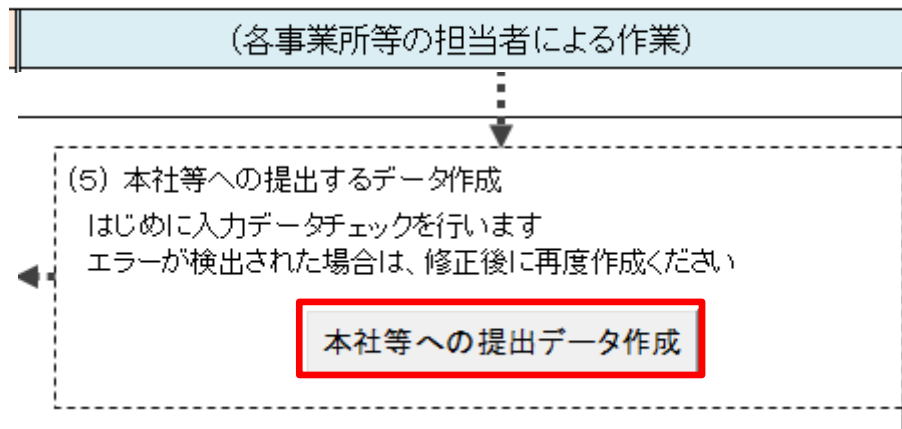 （各事業所等の担当者による作業）
（5）本社等への提出するデータ作成
はじめに入力データチェックを行います
エラーが検出された場合は、修正後に再度作成ください
本社等への提出データ作成